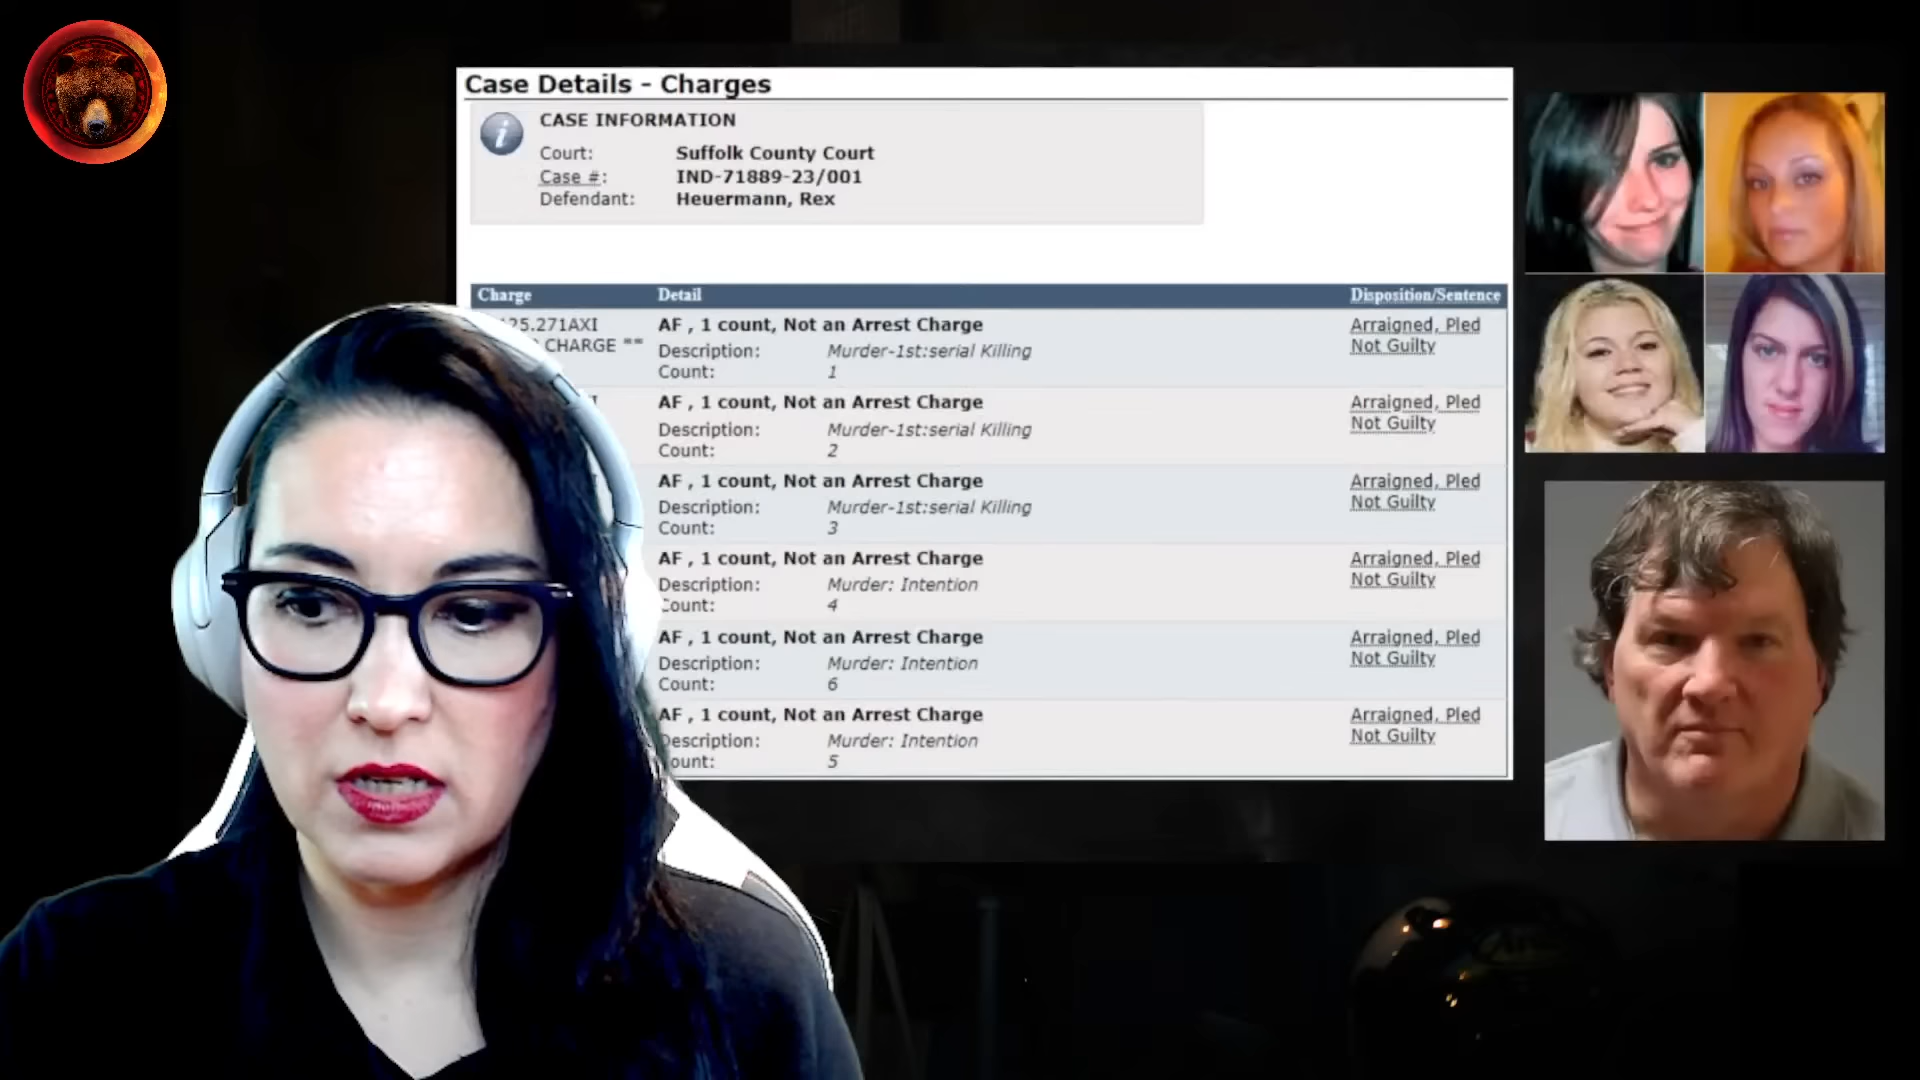 Case Details - Charges
CASE INFORMATION
Court: Suffolk County Court
Case #: IND-71889-23/001
Defendant: Heuermann, Rex
Charge Detail Disposition/Sentence
125.271AXI AF , 1 count, Not an Arrest Charge Arraigned, Pled
CHARGE ** Description: Murder-1st:serial Killing Not Guilty
Count: 1
AF , 1 count, Not an Arrest Charge Arraigned, Pled
Description: Murder-1st:serial Killing Not Guilty
Count: 2
AF , 1 count, Not an Arrest Charge Arraigned, Pled
Description: Murder-1st:serial Killing Not Guilty
Count: 3
AF , 1 count, Not an Arrest Charge Arraigned, Pled
Description: Murder: Intention Not Guilty
Count: 4
AF , 1 count, Not an Arrest Charge Arraigned, Pled
Description: Murder: Intention Not Guilty
Count: 6
AF , 1 count, Not an Arrest Charge Arraigned, Pled
Description: Murder: Intention Not Guilty
ount: 5